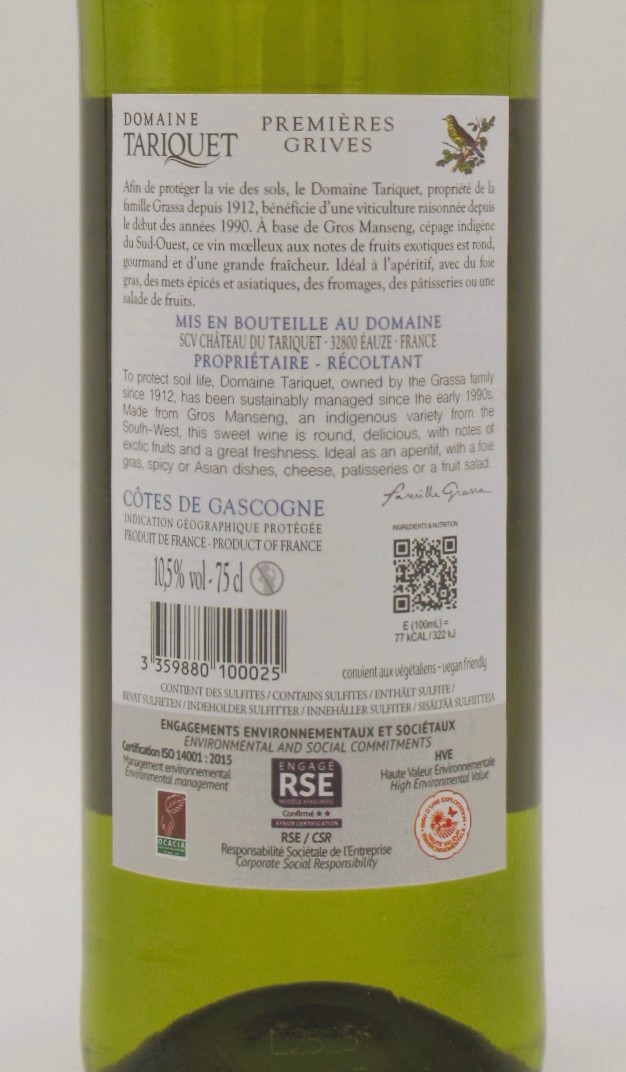 DOMAINE
TARIQUET
PREMIÈRES
GRIVES
Afin de protéger la vie des sols, le Domaine Tariquet, propriété de la
famille Grassa depuis 1912, bénéficie d'une viticulture raisonnée depuis
le début des années 1990. À base de Gros Manseng, cépage indigène
du Sud-Ouest, ce vin mœlleux aux notes de fruits exotiques est rond,
gourmand et d'une grande fraîcheur. Idéal à l'apéritif, avec du foie
gras, des mets épicés et asiatiques, des fromages, des pâtisseries ou une
salade de fruits.
MIS EN BOUTEILLE AU DOMAINE
SCV CHÂTEAU DU TARIQUET - 32800 ÉAUZE - FRANCE
PROPRIÉTAIRE - RÉCOLTANT
To protect soil life, Domaine Tariquet, owned by the Grassa family
since 1912, has been sustainably managed since the early 1990s.
Made from Gros Manseng, an indigenous variety from the
South-West, this sweet wine is round, delicious, with notes of
exotic fruits and a great freshness. Ideal as an aperitif, with a foie
gras, spicy or Asian dishes, cheese, patisseries or a fruit salad.
Famille Grassa
CÔTES DE GASCOGNE
INDICATION GÉOGRAPHIQUE PROTÉGÉE
PRODUIT DE FRANCE - PRODUCT OF FRANCE
10,5% vol - 75 cl
INGREDIENTS & NUTRITION
E (100mL) =
77 kCAL / 322 kJ
3 359880 100025
convient aux végétaliens - vegan friendly
CONTIENT DES SULFITES / CONTAINS SULFITES / ENTHÄLT SULFITE /
BEVAT SULFIETEN / INDEHOLDER SULFITTER / INNEHÅLLER SULFITER / SISÄLTÄÄ SULFIITTEJA
ENGAGEMENTS ENVIRONNEMENTAUX ET SOCIÉTAUX
ENVIRONMENTAL AND SOCIAL COMMITMENTS
Certification ISO 14001 : 2015
Management environnemental
Environmental management
OCACIA
ENGAGÉ
RSE
Confirmé ★★
AFNOR CERTIFICATION
RSE / CSR
Responsabilité Sociétale de l'Entreprise
Corporate Social Responsibility
HVE
Haute Valeur Environnementale
High Environmental Value